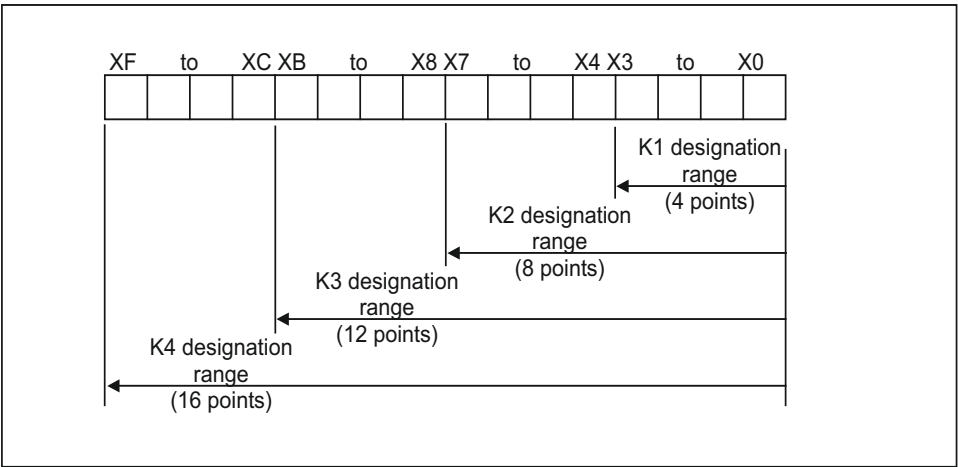 XF to XC XB to X8 X7 to X4 X3 to X0
K1 designation
range
(4 points)
K2 designation
range
(8 points)
K3 designation
range
(12 points)
K4 designation
range
(16 points)